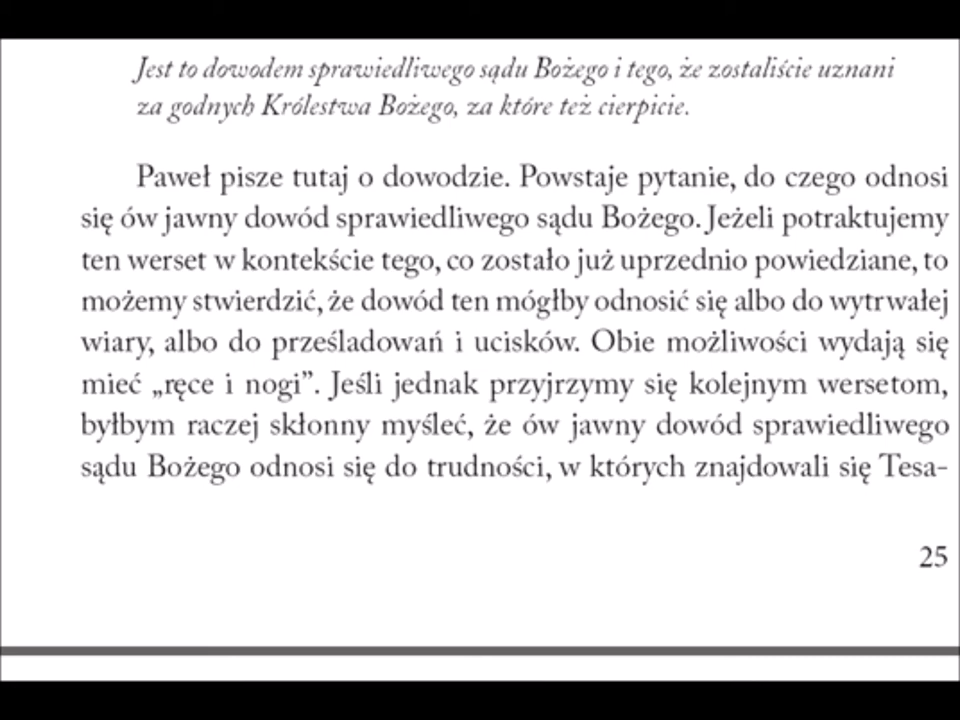 Jest to dowodem sprawiedliwego sądu Bożego i tego, że zostaliście uznani
za godnych Królestwa Bożego, za które też cierpicie.
Paweł pisze tutaj o dowodzie. Powstaje pytanie, do czego odnosi
się ów jawny dowód sprawiedliwego sądu Bożego. Jeżeli potraktujemy
ten werset w kontekście tego, co zostało już uprzednio powiedziane, to
możemy stwierdzić, że dowód ten mógłby odnosić się albo do wytrwałej
wiary, albo do prześladowań i ucisków. Obie możliwości wydają się
mieć „ręce i nogi”. Jeśli jednak przyjrzymy się kolejnym wersetom,
byłbym raczej skłonny myśleć, że ów jawny dowód sprawiedliwego
sądu Bożego odnosi się do trudności, w których znajdowali się Tesa-
25